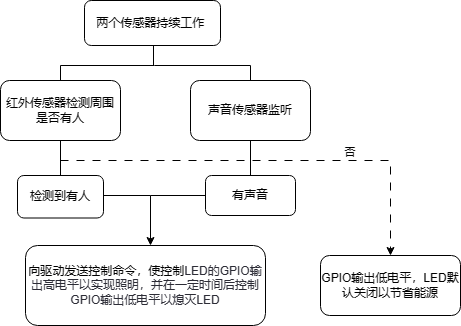 两个传感器持续工作
红外传感器检测周围
是否有人
声音传感器监听
否
检测到有人
有声音
向驱动发送控制命令，使控制LED的GPIO输
出高电平以实现照明，并在一定时间后控制
GPIO输出低电平以熄灭LED
GPIO输出低电平，LED默
认关闭以节省能源